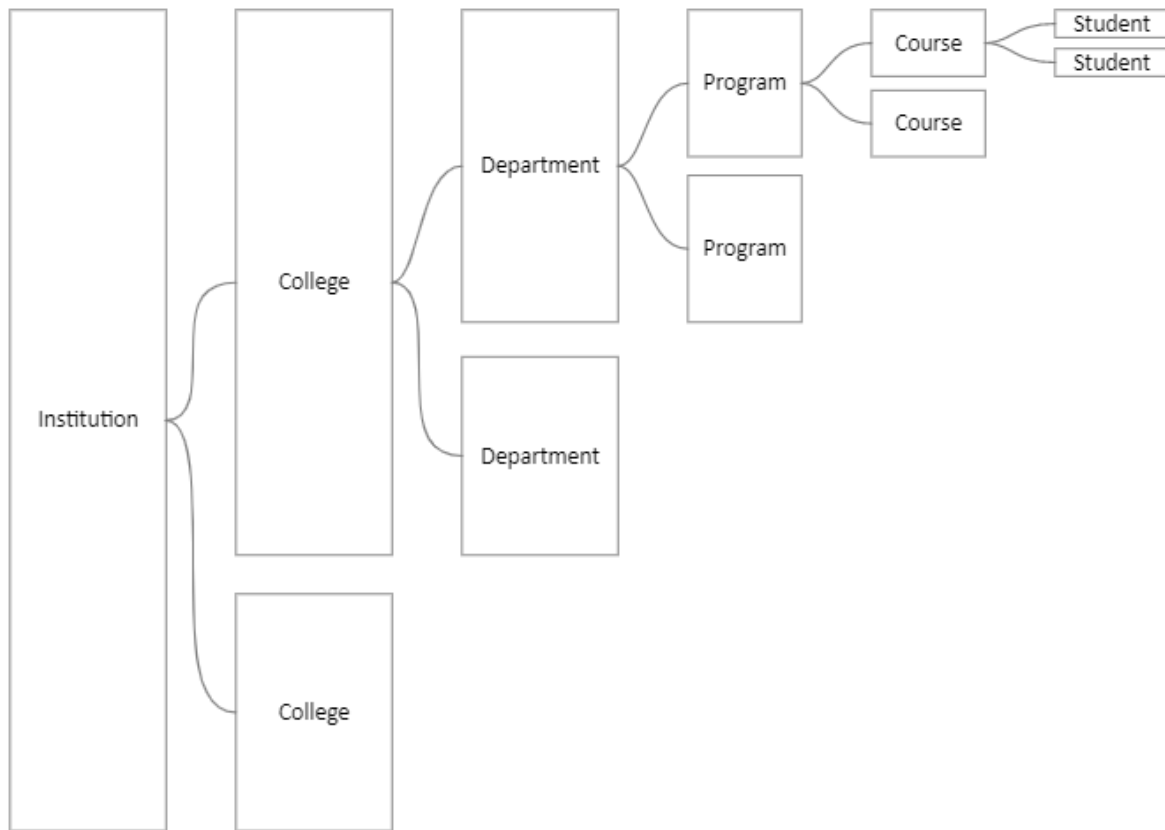 Institution
College
College
Department
Department
Program
Program
Course
Course
Student
Student